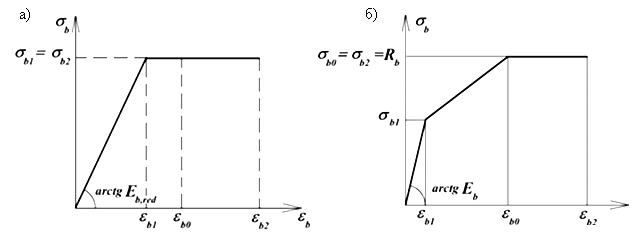 а)
σb
σb1 = σb2
arctg Eb,red
εb1
εb0
εb2
εb
б)
σb
σb0 = σb2 =Rb
σb1
arctg Eb
εb1
εb0
εb2